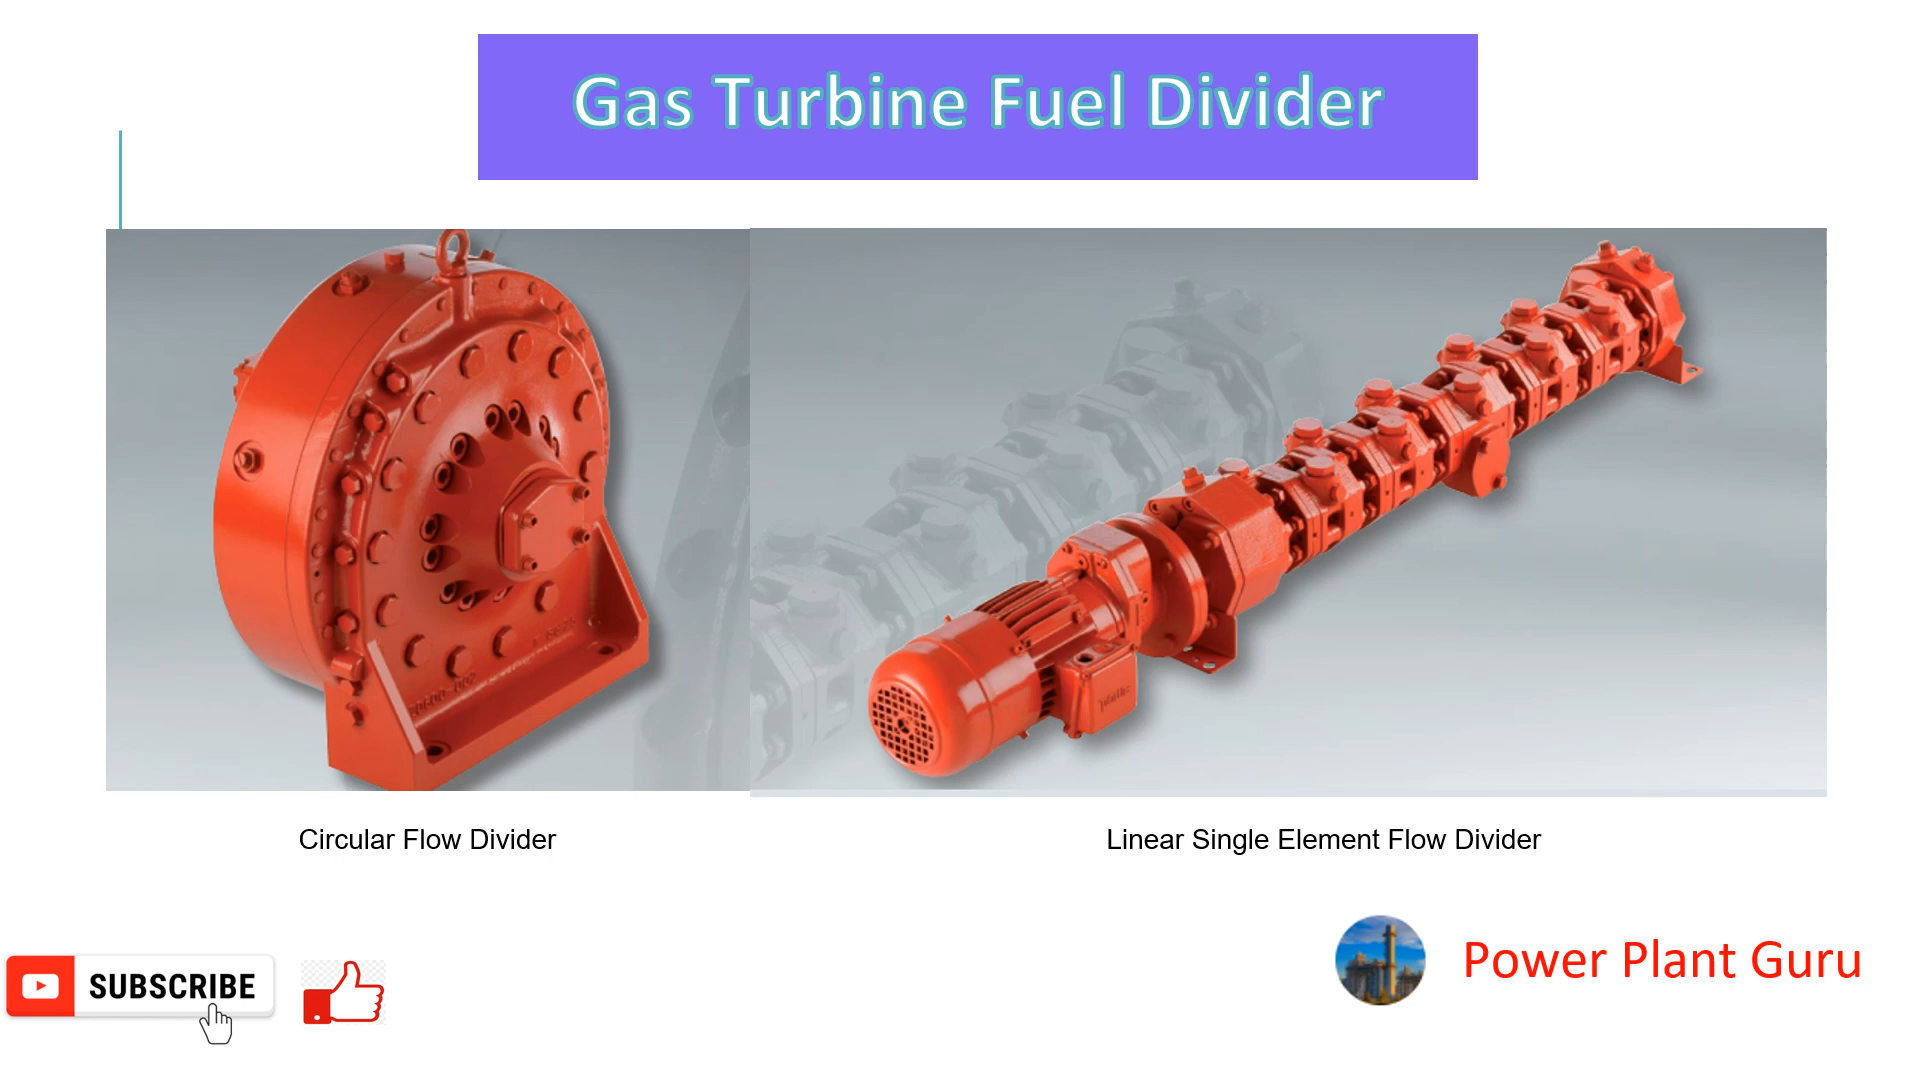 Gas Turbine Fuel Divider
Circular Flow Divider
Linear Single Element Flow Divider
SUBSCRIBE
Power Plant Guru